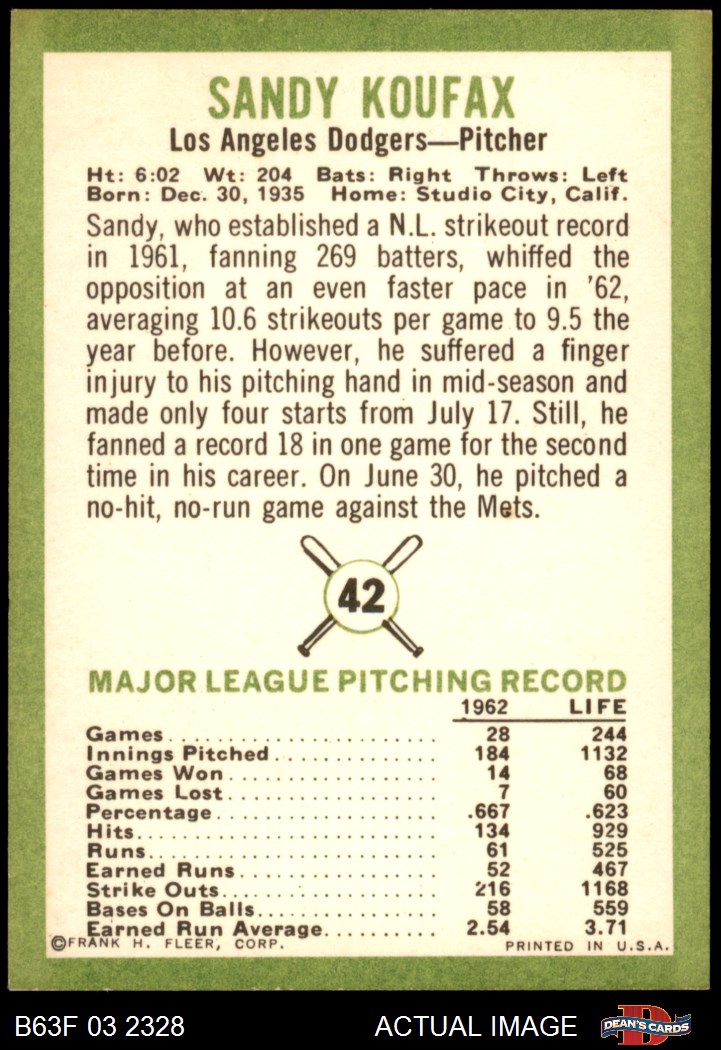 SANDY KOUFAX
Los Angeles Dodgers—Pitcher
Ht: 6:02 Wt: 204 Bats: Right Throws: Left
Born: Dec. 30, 1935 Home: Studio City, Calif.
Sandy, who established a N.L. strikeout record
in 1961, fanning 269 batters, whiffed the
opposition at an even faster pace in '62,
averaging 10.6 strikeouts per game to 9.5 the
year before. However, he suffered a finger
injury to his pitching hand in mid-season and
made only four starts from July 17. Still, he
fanned a record 18 in one game for the second
time in his career. On June 30, he pitched a
no-hit, no-run game against the Mets.
42
MAJOR LEAGUE PITCHING RECORD
1962 LIFE
Games 28 244
Innings Pitched 184 1132
Games Won 14 68
Games Lost 7 60
Percentage .667 .623
Hits 134 929
Runs 61 525
Earned Runs 52 467
Strike Outs 216 1168
Bases On Balls 58 559
Earned Run Average 2.54 3.71
©FRANK H. FLEER, CORP. PRINTED IN U.S.A.
B63F 03 2328 ACTUAL IMAGE D DEAN'S CARDS